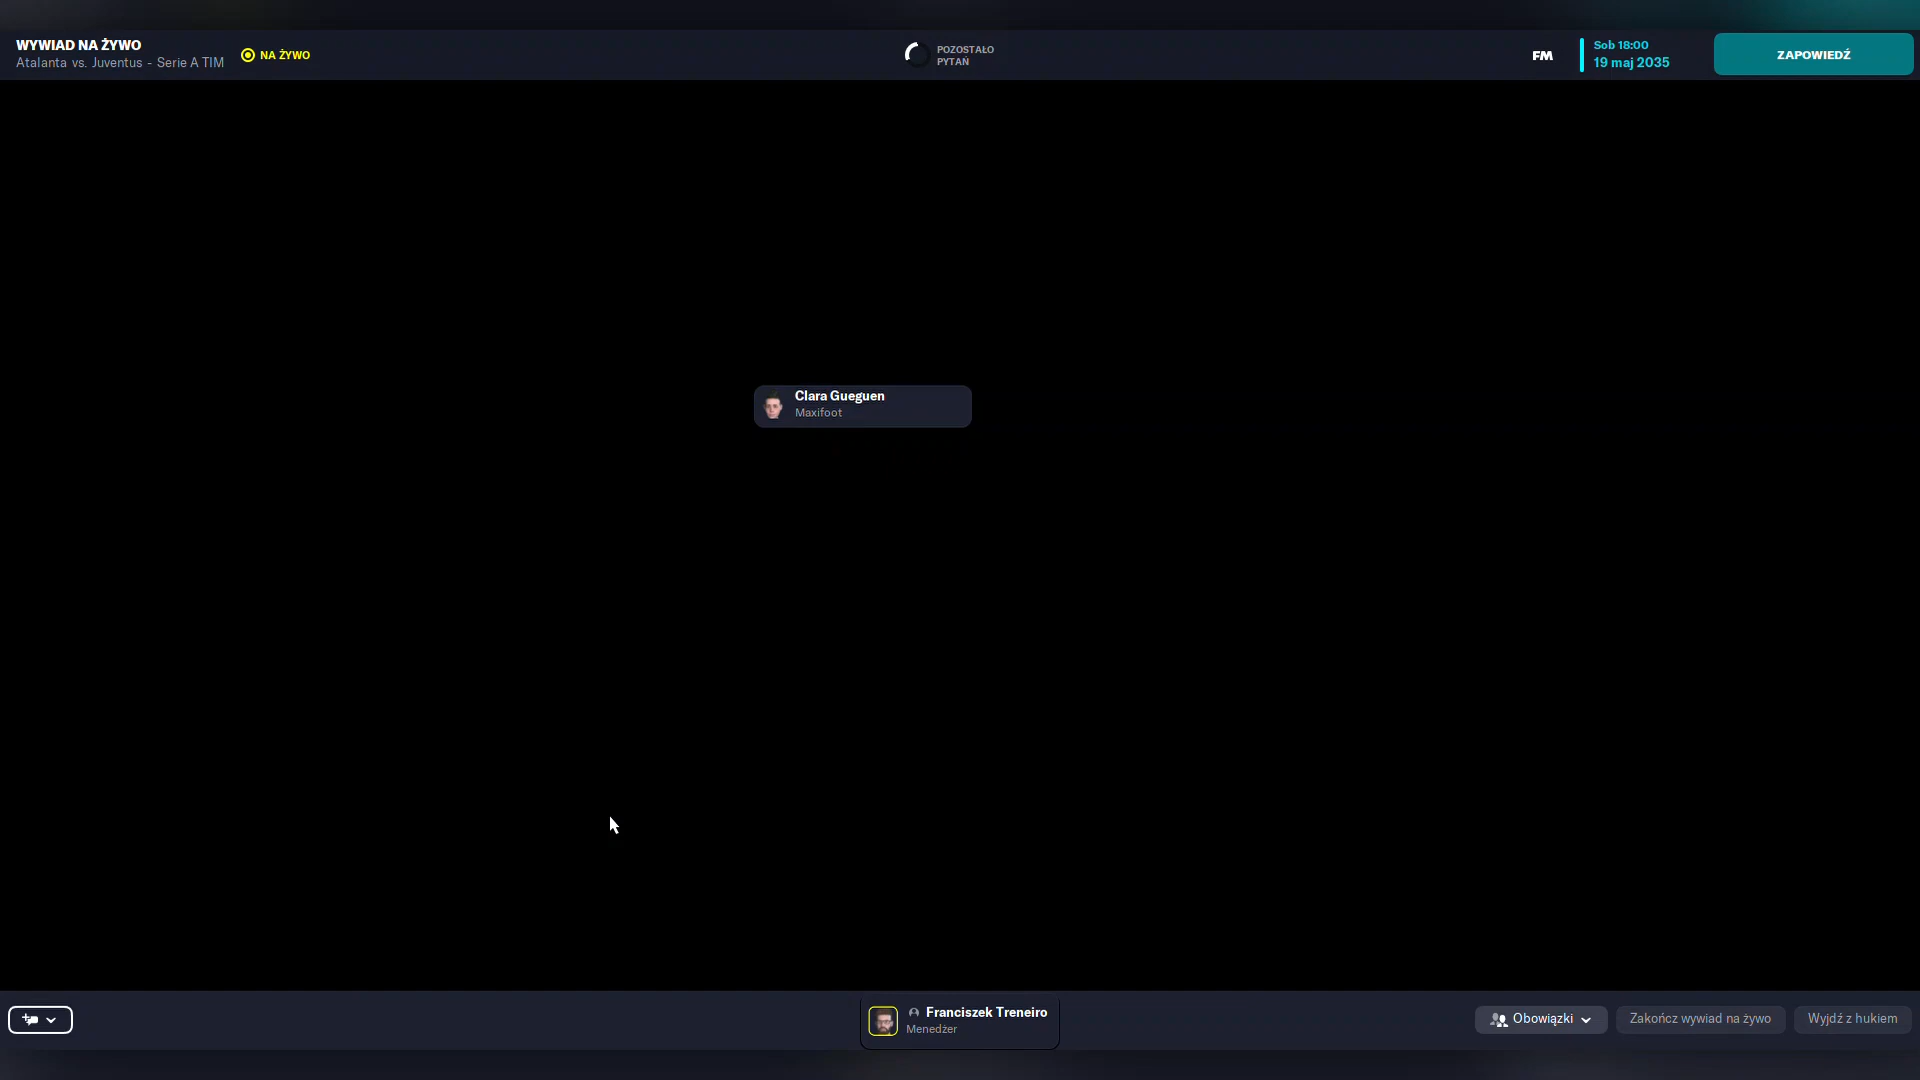 WYWIAD NA ŻYWO
Atalanta vs. Juventus - Serie A TIM
NA ŻYWO
POZOSTAŁO
PYTAŃ
FM
Sob 18:00
19 maj 2035
ZAPOWIEDŹ
Clara Gueguen
Maxifoot
Franciszek Treneiro
Menedżer
Obowiązki
Zakończ wywiad na żywo
Wyjdź z hukiem